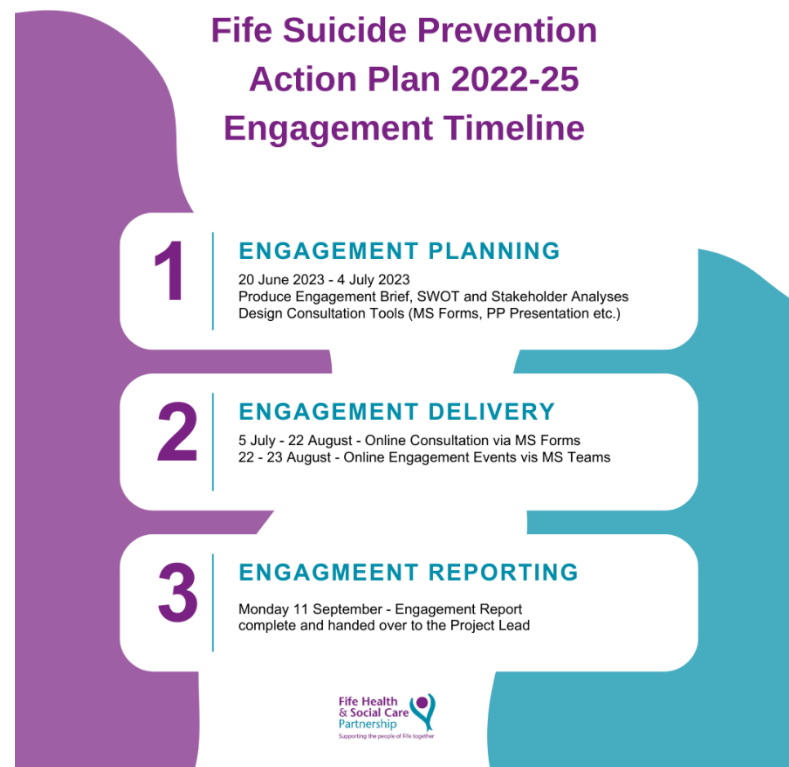 Fife Suicide Prevention
Action Plan 2022-25
Engagement Timeline
1
ENGAGEMENT PLANNING
20 June 2023 - 4 July 2023
Produce Engagement Brief, SWOT and Stakeholder Analyses
Design Consultation Tools (MS Forms, PP Presentation etc.)
2
ENGAGEMENT DELIVERY
5 July - 22 August - Online Consultation via MS Forms
22 - 23 August - Online Engagement Events vis MS Teams
3
ENGAGMEENT REPORTING
Monday 11 September - Engagement Report
complete and handed over to the Project Lead
Fife Health
& Social Care
Partnership
Supporting the people of Fife together